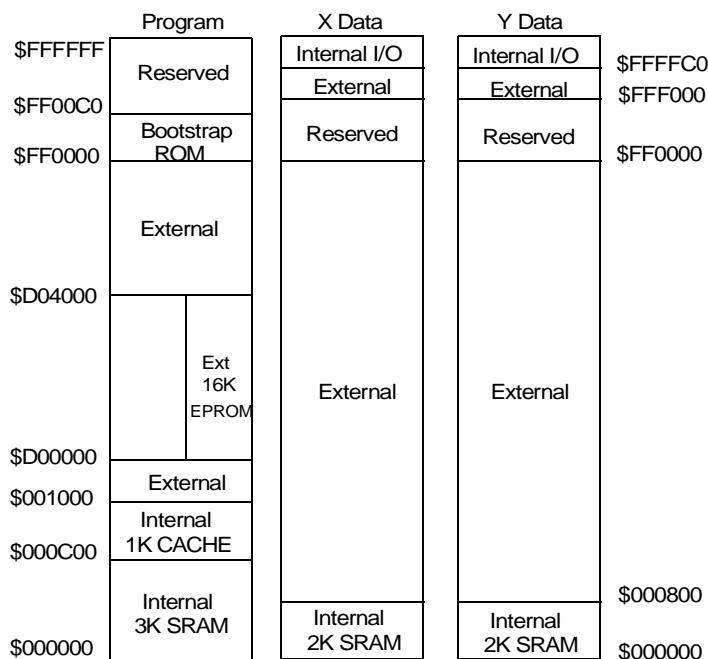 Program X Data Y Data
$FFFFFF Internal I/O Internal I/O
Reserved $FFFFC0
External External $FFF000
$FF00C0
Bootstrap Reserved Reserved
$FF0000 ROM $FF0000
External
$D04000
Ext
16K External External
EPROM
$D00000
External
$001000
Internal
1K CACHE
$000C00
$000800
Internal Internal Internal
3K SRAM 2K SRAM 2K SRAM
$000000 $000000